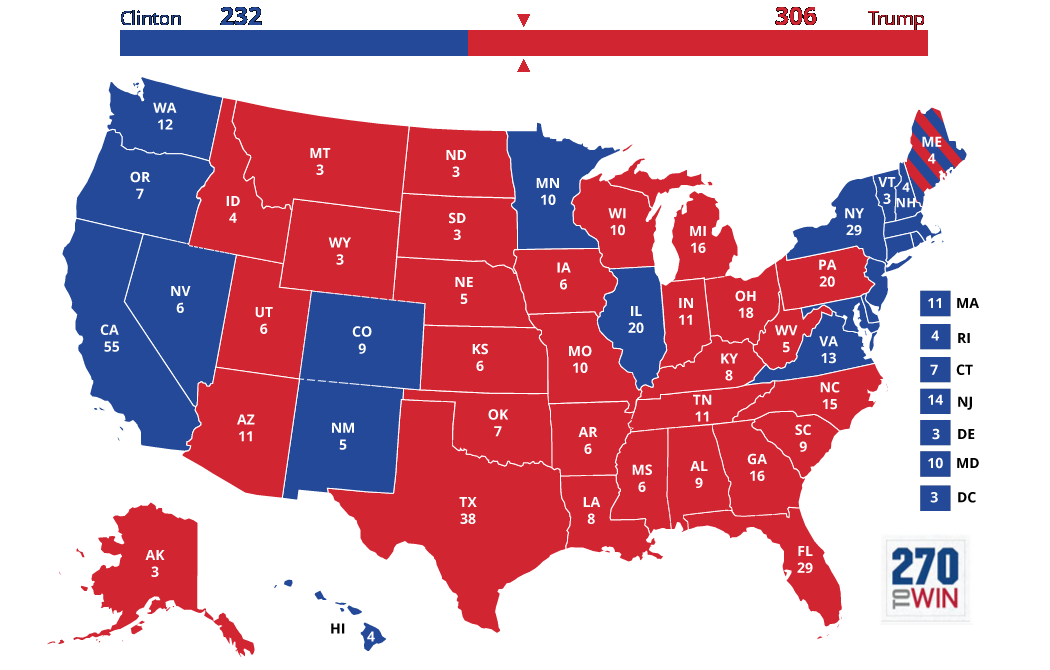 Clinton 232 306 Trump
WA
12
OR
7
CA
55
NV
6
ID
4
MT
3
WY
3
UT
6
AZ
11
CO
9
NM
5
ND
3
SD
3
NE
5
KS
6
OK
7
TX
38
MN
10
IA
6
MO
10
AR
6
LA
8
WI
10
IL
20
MI
16
IN
11
OH
18
KY
8
TN
11
MS
6
AL
9
GA
16
FL
29
SC
9
NC
15
VA
13
WV
5
PA
20
NY
29
VT
3
4
NH
ME
4
11 MA
4 RI
7 CT
14 NJ
3 DE
10 MD
3 DC
AK
3
HI 4
270
TO WIN